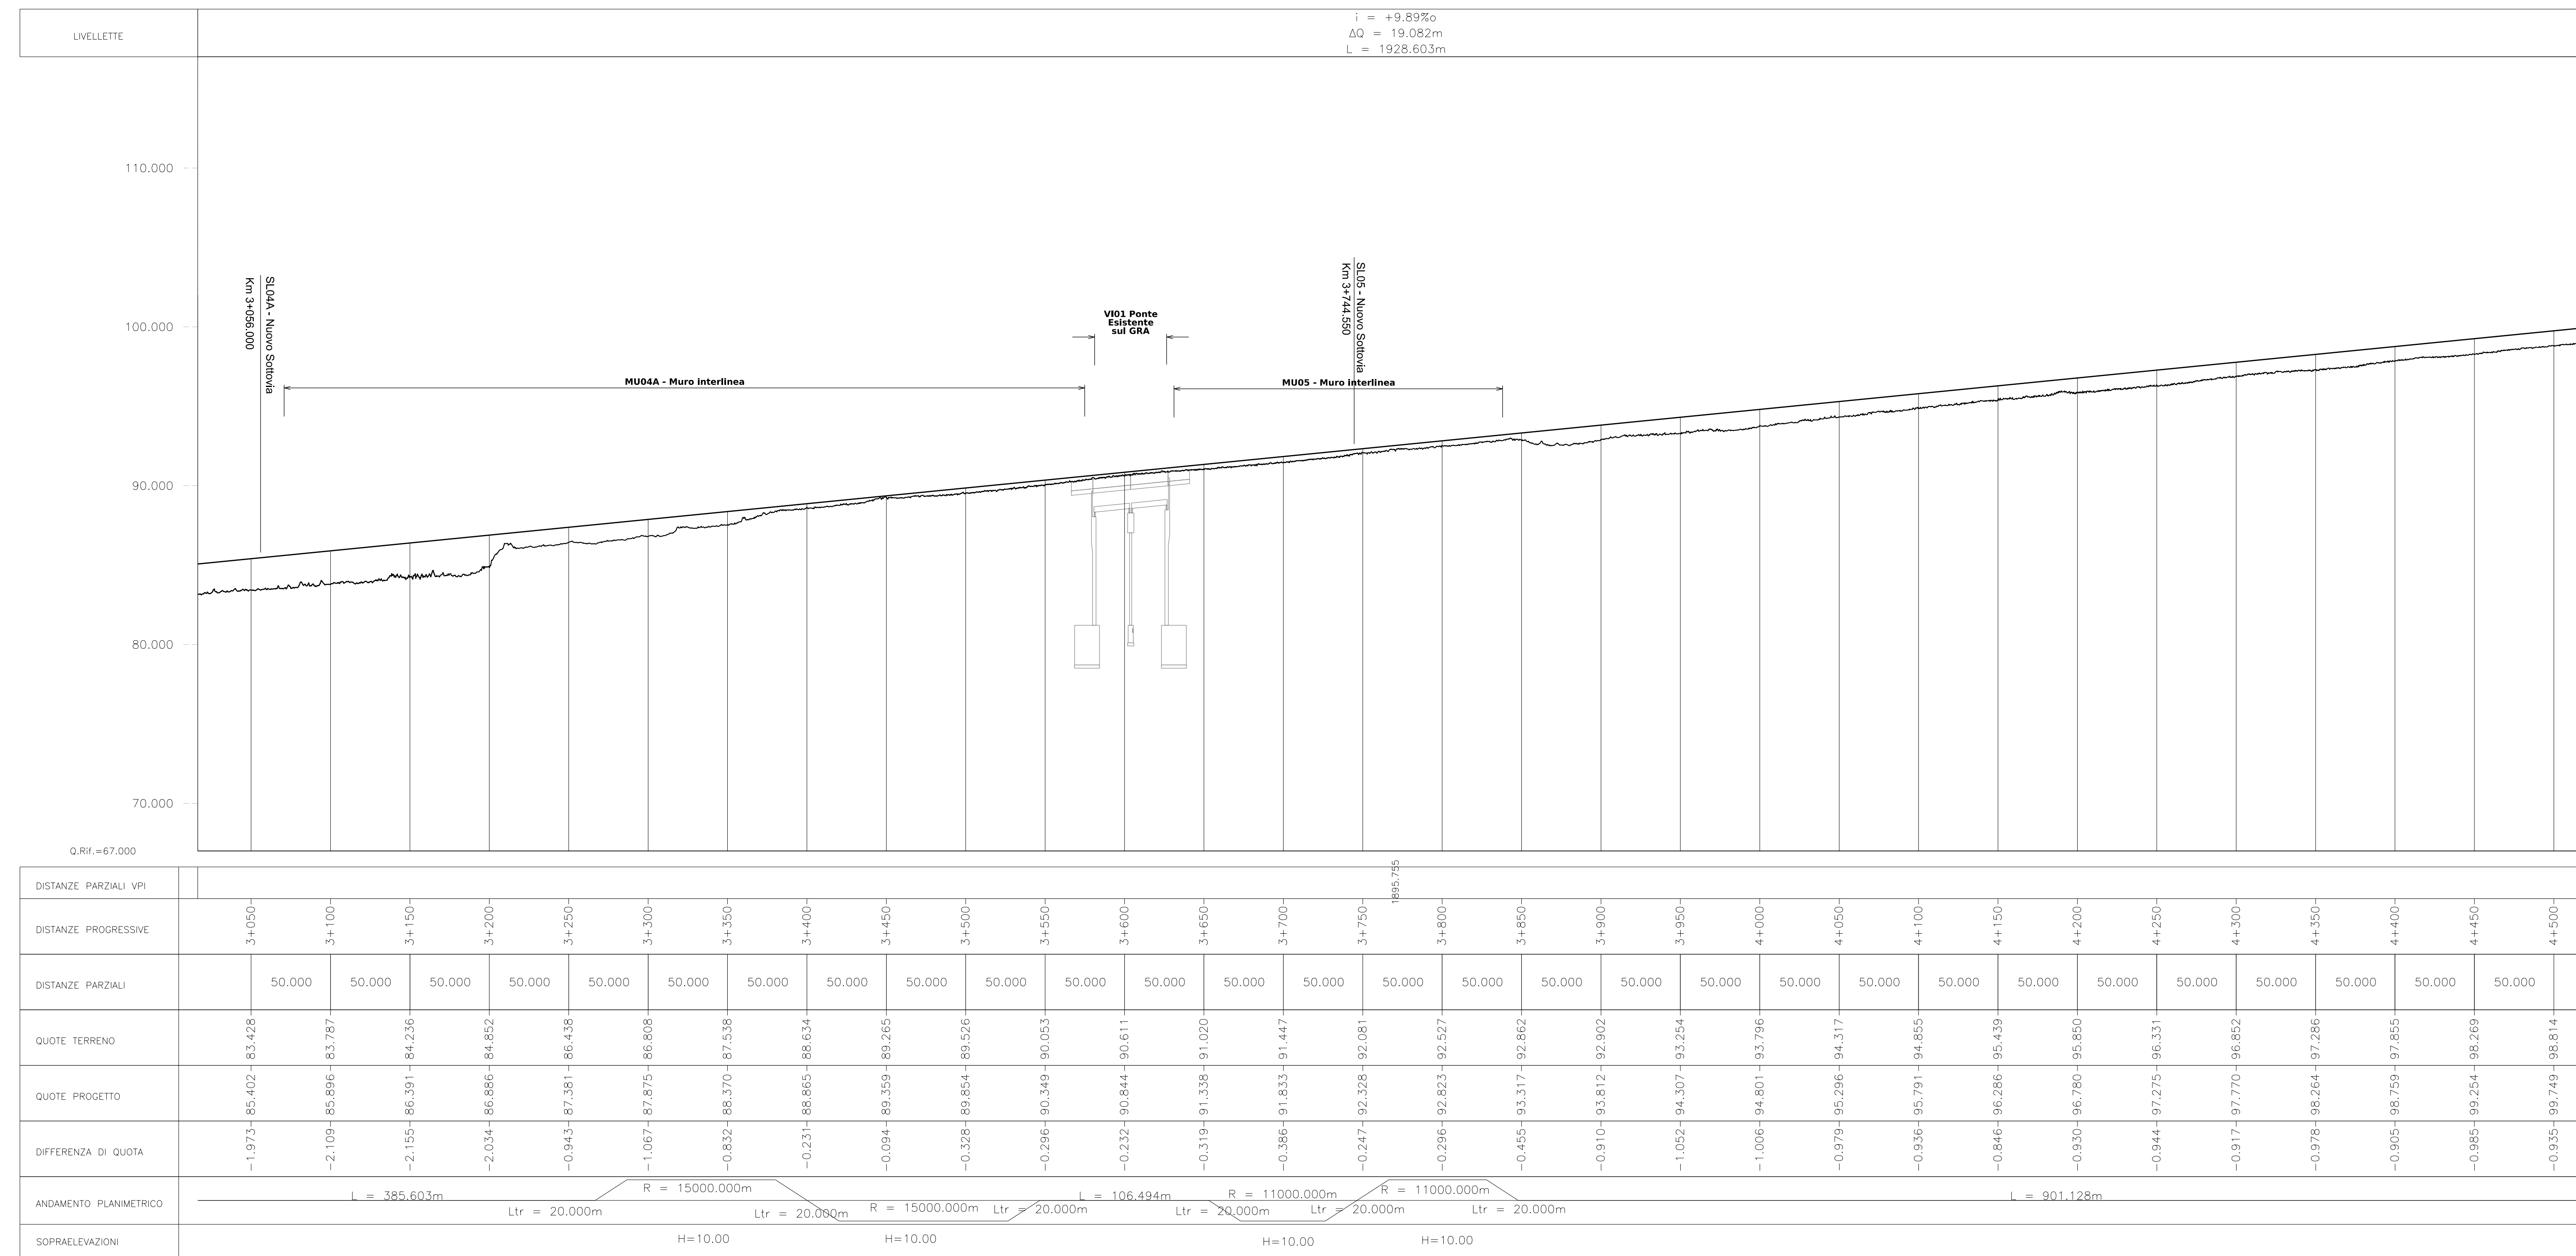 LIVELLETTE
i = +9.89%o
ΔQ = 19.082m
L = 1928.603m
110.000
100.000
90.000
80.000
70.000
Q.Rif.=67.000
Km 3+056.000
SL04A - Nuovo Sottovia
MU04A - Muro interlinea
VI01 Ponte
Esistente
sul GRA
MU05 - Muro interlinea
Km 3+744.550
SL05 - Nuovo Sottovia
DISTANZE PARZIALI VPI
1895.755
DISTANZE PROGRESSIVE
3+050 3+100 3+150 3+200 3+250 3+300 3+350 3+400 3+450 3+500 3+550 3+600 3+650 3+700 3+750 3+800 3+850 3+900 3+950 4+000 4+050 4+100 4+150 4+200 4+250 4+300 4+350 4+400 4+450 4+500
DISTANZE PARZIALI
50.000 50.000 50.000 50.000 50.000 50.000 50.000 50.000 50.000 50.000 50.000 50.000 50.000 50.000 50.000 50.000 50.000 50.000 50.000 50.000 50.000 50.000 50.000 50.000 50.000 50.000 50.000 50.000 50.000
QUOTE TERRENO
83.428 83.787 84.236 84.852 86.438 86.808 87.538 88.634 89.265 89.526 90.053 90.611 91.020 91.447 92.081 92.527 92.862 92.902 93.254 93.796 94.317 94.855 95.439 95.850 96.331 96.852 97.286 97.855 98.269 98.814
QUOTE PROGETTO
85.402 85.896 86.391 86.886 87.381 87.875 88.370 88.865 89.359 89.854 90.349 90.844 91.338 91.833 92.328 92.823 93.317 93.812 94.307 94.801 95.296 95.791 96.286 96.780 97.275 97.770 98.264 98.759 99.254 99.749
DIFFERENZA DI QUOTA
-1.973 -2.109 -2.155 -2.034 -0.943 -1.067 -0.832 -0.231 -0.094 -0.328 -0.296 -0.232 -0.319 -0.386 -0.247 -0.296 -0.455 -0.910 -1.052 -1.006 -0.979 -0.936 -0.846 -0.930 -0.944 -0.917 -0.978 -0.905 -0.985 -0.935
ANDAMENTO PLANIMETRICO
L = 385.603m
Ltr = 20.000m
R = 15000.000m
Ltr = 20.000m
R = 15000.000m
Ltr = 20.000m
L = 106.494m
Ltr = 20.000m
R = 11000.000m
Ltr = 20.000m
R = 11000.000m
Ltr = 20.000m
L = 901.128m
SOPRAELEVAZIONI
H=10.00 H=10.00 H=10.00 H=10.00